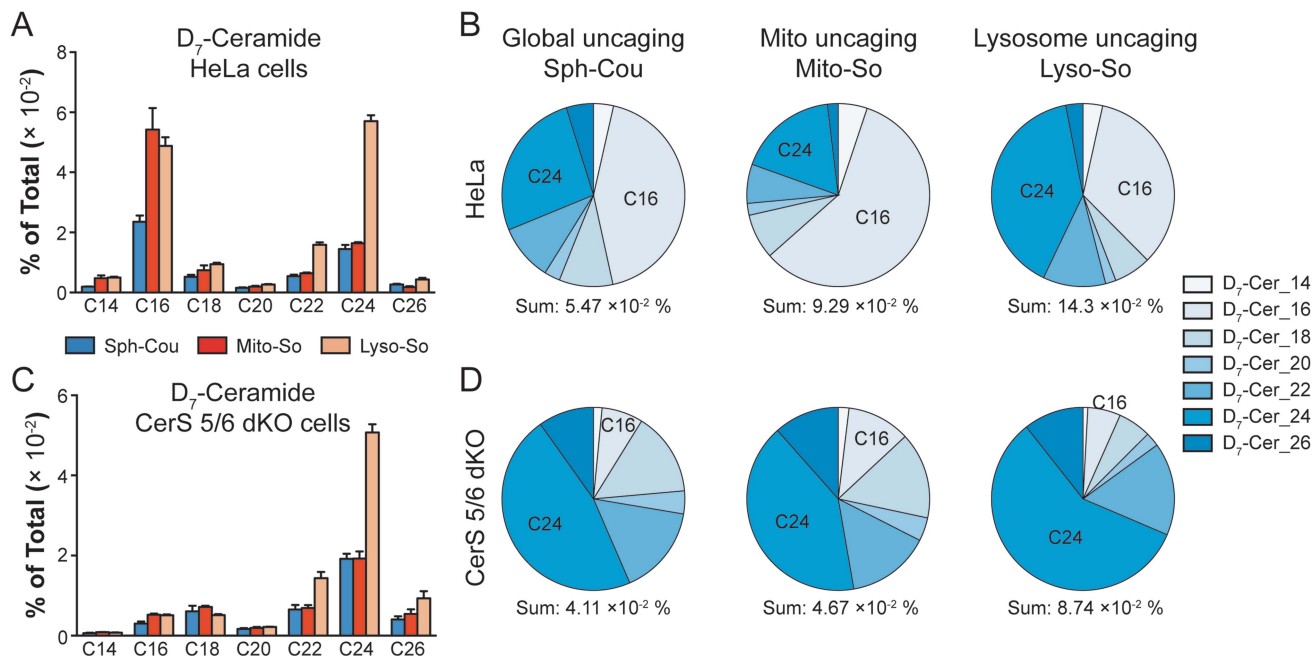 A
D₇-Ceramide
HeLa cells
% of Total (× 10⁻²)
8
6
4
2
0
C14 C16 C18 C20 C22 C24 C26
Sph-Cou Mito-So Lyso-So
B
Global uncaging
Sph-Cou
Mito uncaging
Mito-So
Lysosome uncaging
Lyso-So
HeLa
C24
C16
Sum: 5.47 ×10⁻² %
C24
C16
Sum: 9.29 ×10⁻² %
C24
C16
Sum: 14.3 ×10⁻² %
D₇-Cer_14
D₇-Cer_16
D₇-Cer_18
D₇-Cer_20
D₇-Cer_22
D₇-Cer_24
D₇-Cer_26
C
D₇-Ceramide
CerS 5/6 dKO cells
% of Total (× 10⁻²)
6
4
2
0
C14 C16 C18 C20 C22 C24 C26
D
CerS 5/6 dKO
C16
C24
Sum: 4.11 ×10⁻² %
C16
C24
Sum: 4.67 ×10⁻² %
C16
C24
Sum: 8.74 ×10⁻² %